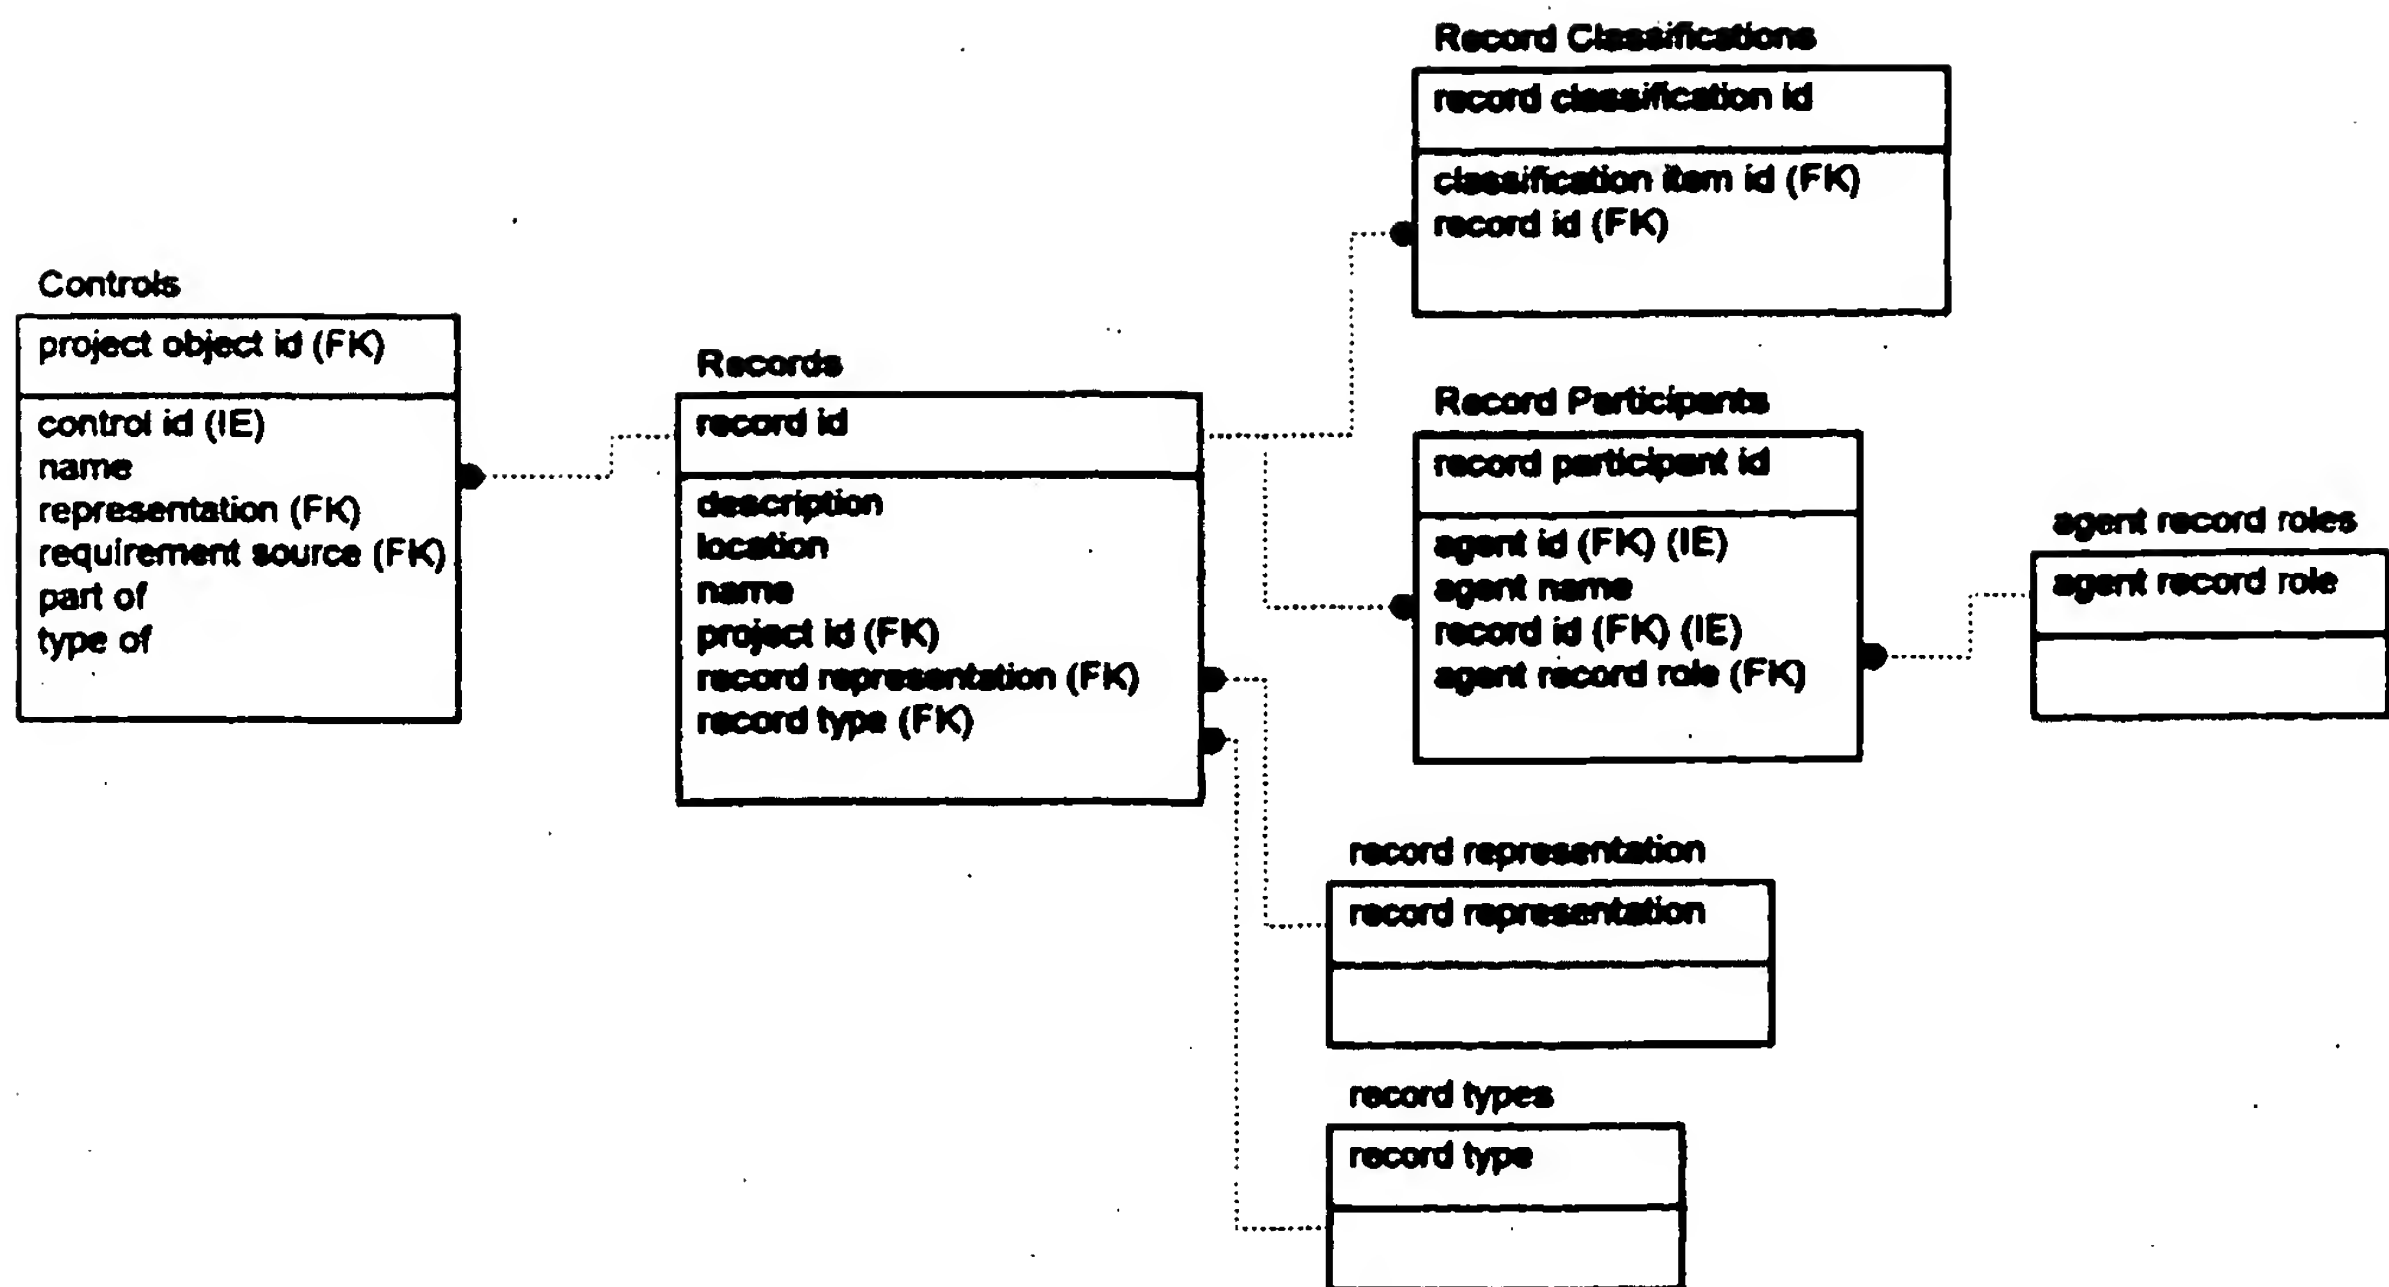 Record Classifications
record classification id
classification item id (FK)
record id (FK)
Controls
project object id (FK)
control id (IE)
name
representation (FK)
requirement source (FK)
part of
type of
Records
record id
description
location
name
project id (FK)
record representation (FK)
record type (FK)
Record Participants
record participant id
agent id (FK) (IE)
agent name
record id (FK) (IE)
agent record role (FK)
agent record roles
agent record role
record representation
record representation
record types
record type